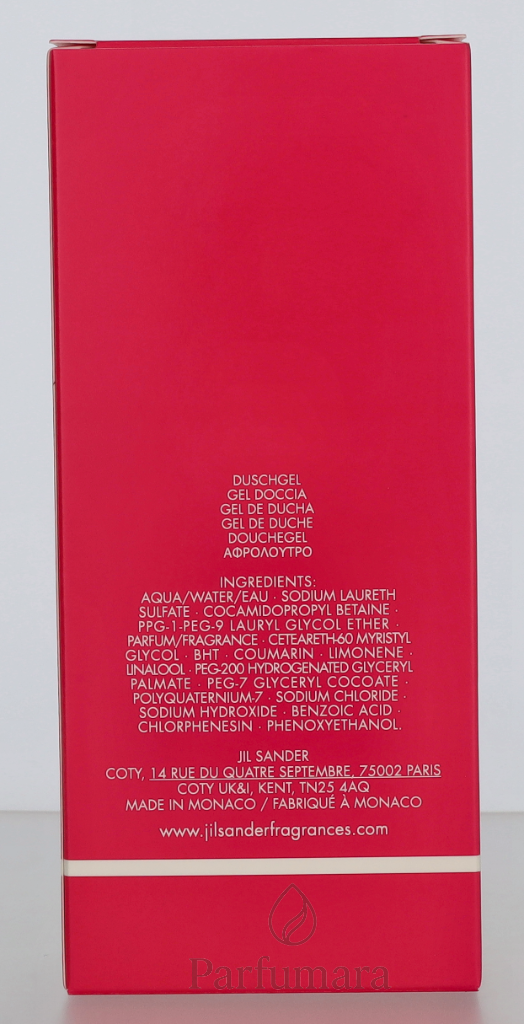 DUSCHGEL
GEL DOCCIA
GEL DE DUCHA
GEL DE DUCHE
DOUCHEGEL
ΑΦΡΟΛΟΥΤΡΟ
INGREDIENTS:
AQUA/WATER/EAU · SODIUM LAURETH
SULFATE · COCAMIDOPROPYL BETAINE ·
PPG-1-PEG-9 LAURYL GLYCOL ETHER ·
PARFUM/FRAGRANCE · CETEARETH-60 MYRISTYL
GLYCOL · BHT · COUMARIN · LIMONENE ·
LINALOOL · PEG-200 HYDROGENATED GLYCERYL
PALMATE · PEG-7 GLYCERYL COCOATE ·
POLYQUATERNIUM-7 · SODIUM CHLORIDE ·
SODIUM HYDROXIDE · BENZOIC ACID ·
CHLORPHENESIN · PHENOXYETHANOL.
JIL SANDER
COTY, 14 RUE DU QUATRE SEPTEMBRE, 75002 PARIS
COTY UK&I, KENT, TN25 4AQ
MADE IN MONACO / FABRIQUÉ À MONACO
www.jilsanderfragrances.com
Parfumara